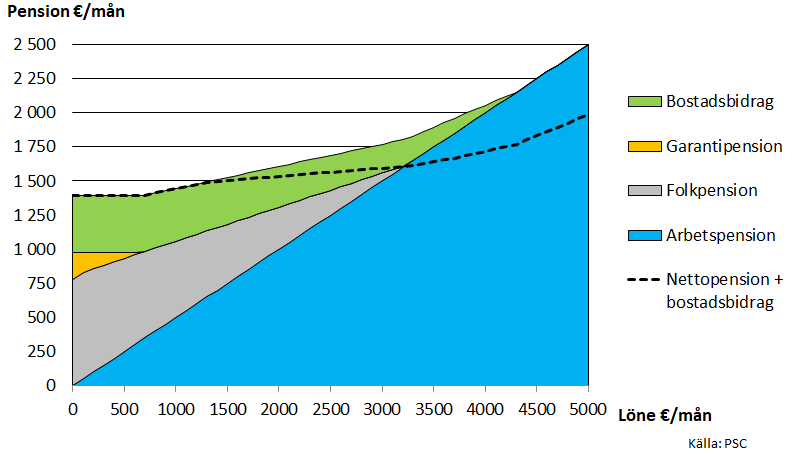 Pension €/mån
2 500
2 250
2 000
1 750
1 500
1 250
1 000
750
500
250
0
0 500 1000 1500 2000 2500 3000 3500 4000 4500 5000
Löne €/mån
Bostadsbidrag
Garantipension
Folkpension
Arbetspension
Nettopension +
bostadsbidrag
Källa: PSC